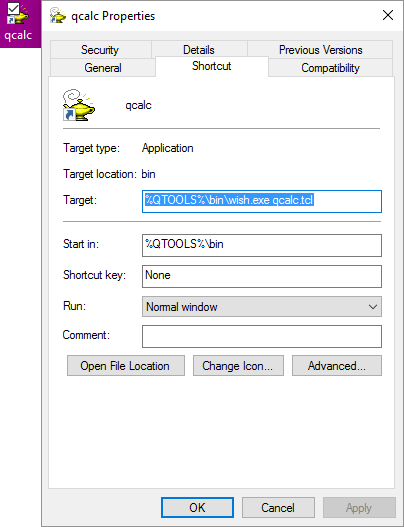 qcalc
qcalc Properties
Security Details Previous Versions
General Shortcut Compatibility
qcalc
Target type: Application
Target location: bin
Target: %QTOOLS%\bin\wish.exe qcalc.tcl
Start in: %QTOOLS%\bin
Shortcut key: None
Run: Normal window
Comment:
Open File Location Change Icon... Advanced...
OK Cancel Apply